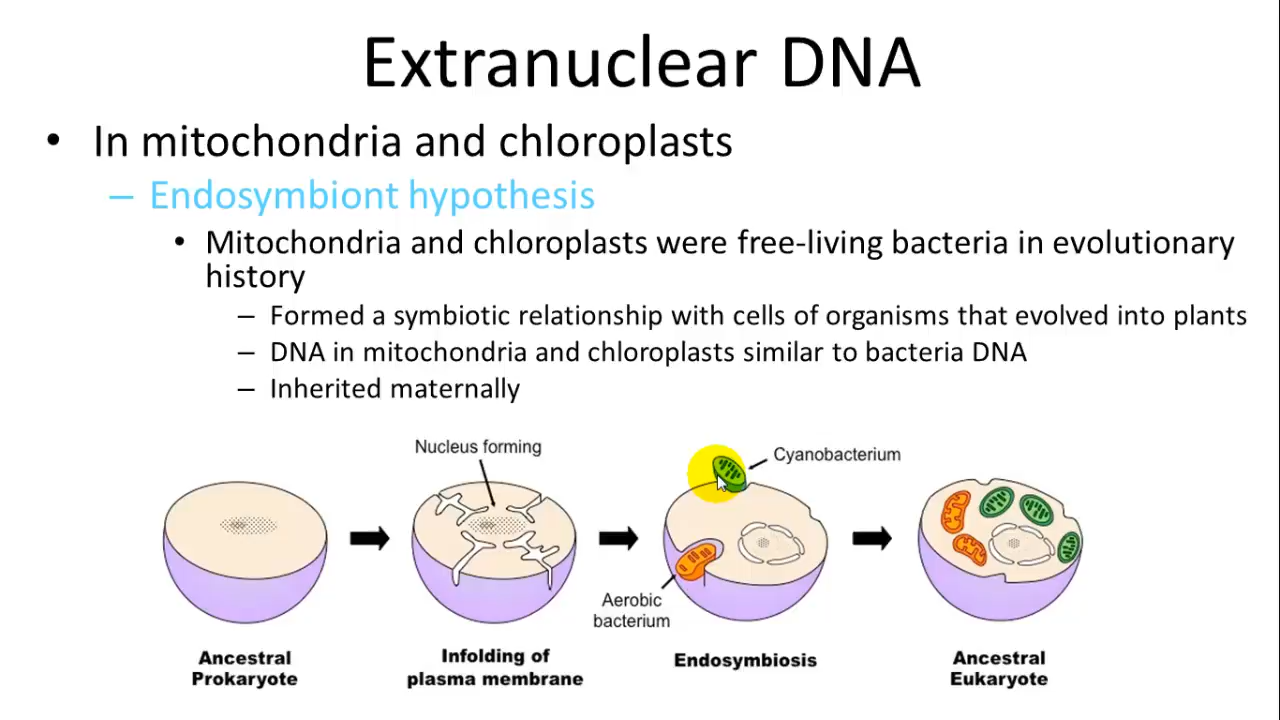 Extranuclear DNA
• In mitochondria and chloroplasts
– Endosymbiont hypothesis
• Mitochondria and chloroplasts were free-living bacteria in evolutionary
history
– Formed a symbiotic relationship with cells of organisms that evolved into plants
– DNA in mitochondria and chloroplasts similar to bacteria DNA
– Inherited maternally
Nucleus forming
Cyanobacterium
Aerobic
bacterium
Ancestral
Prokaryote
Infolding of
plasma membrane
Endosymbiosis
Ancestral
Eukaryote